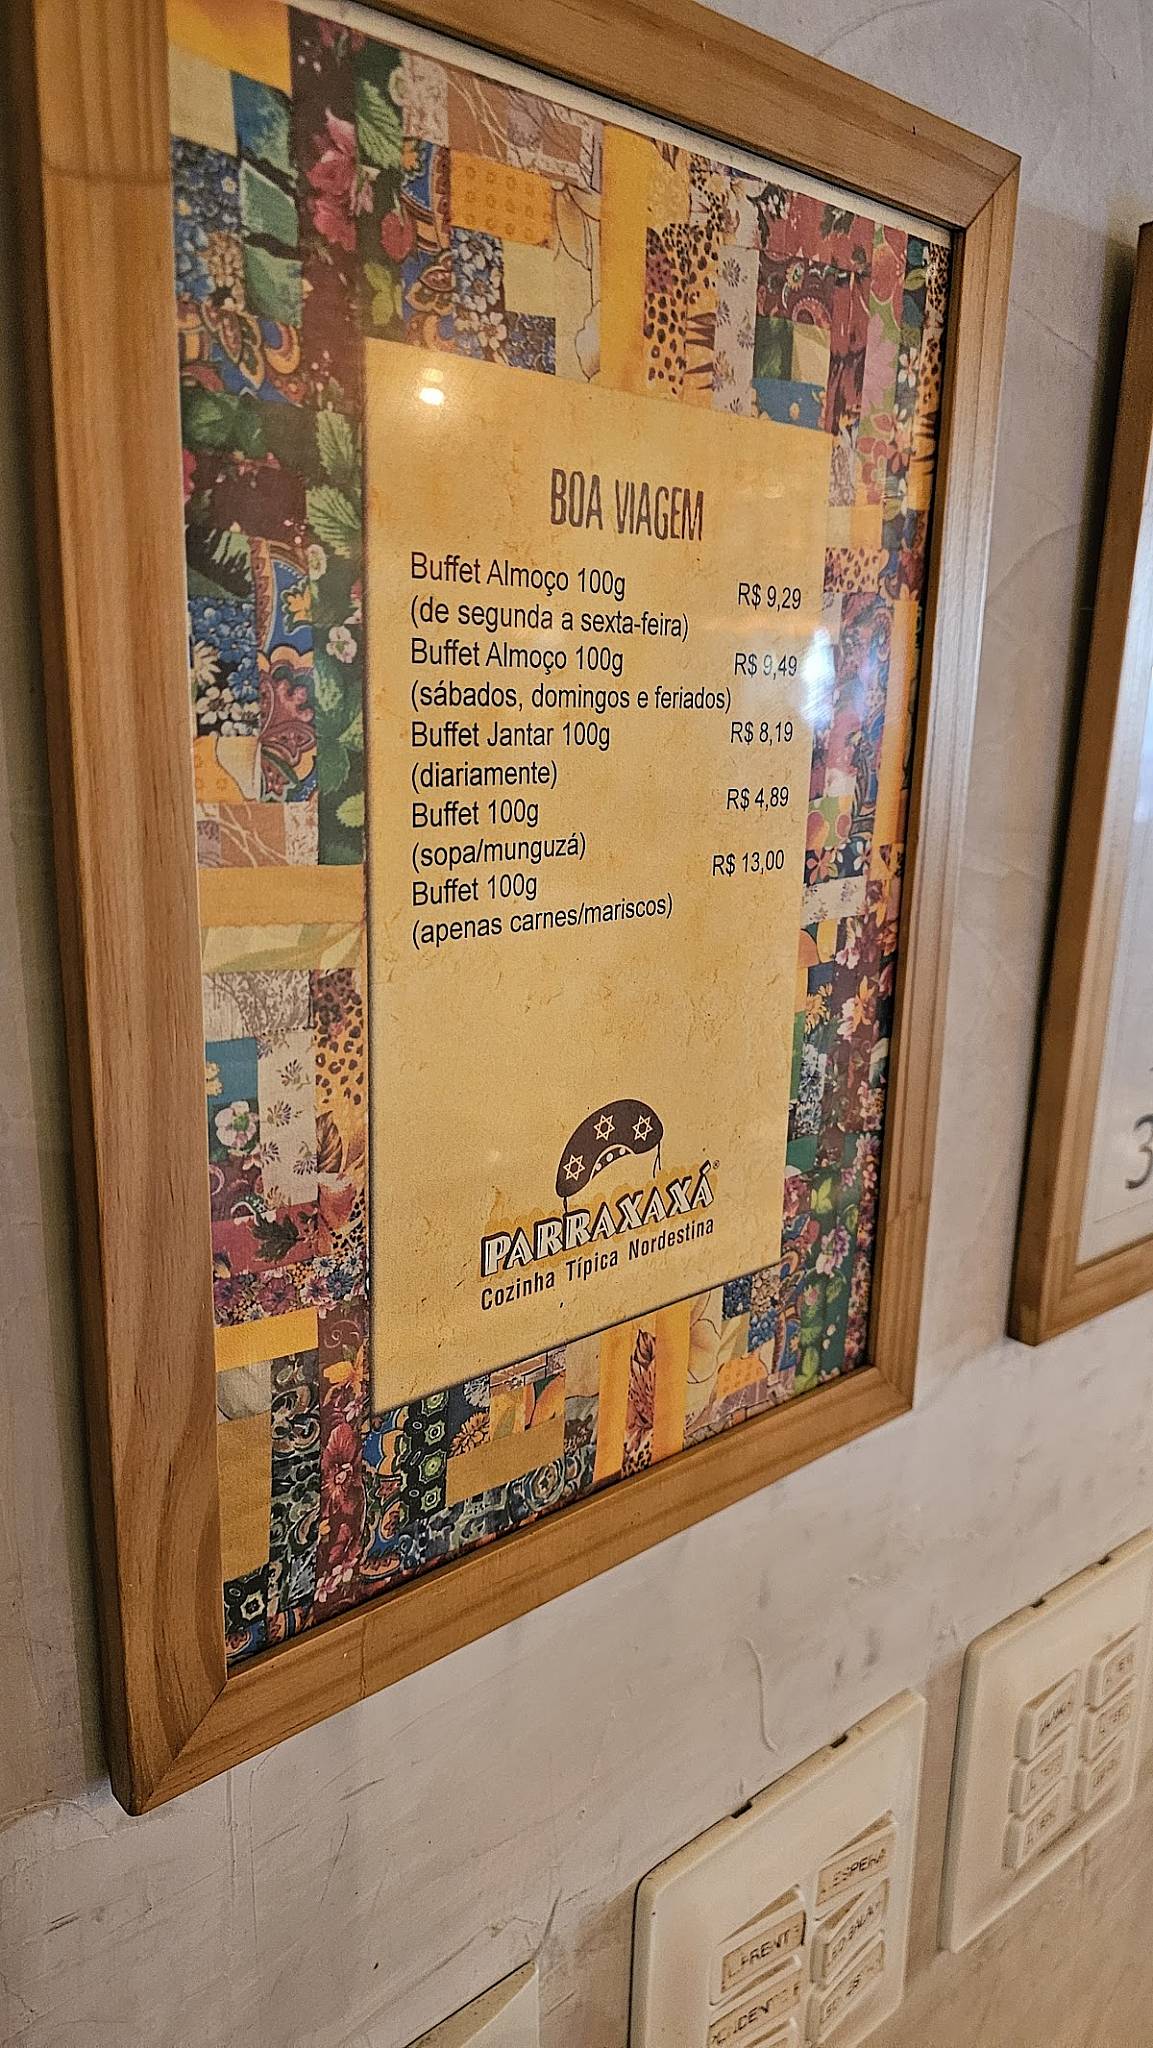 BOA VIAGEM
Buffet Almoço 100g R$ 9,29
(de segunda a sexta-feira)
Buffet Almoço 100g R$ 9,49
(sábados, domingos e feriados)
Buffet Jantar 100g R$ 8,19
(diariamente)
Buffet 100g R$ 4,89
(sopa/munguzá)
Buffet 100g R$ 13,00
(apenas carnes/mariscos)
PARRAXAXÁ®
Cozinha Típica Nordestina
3